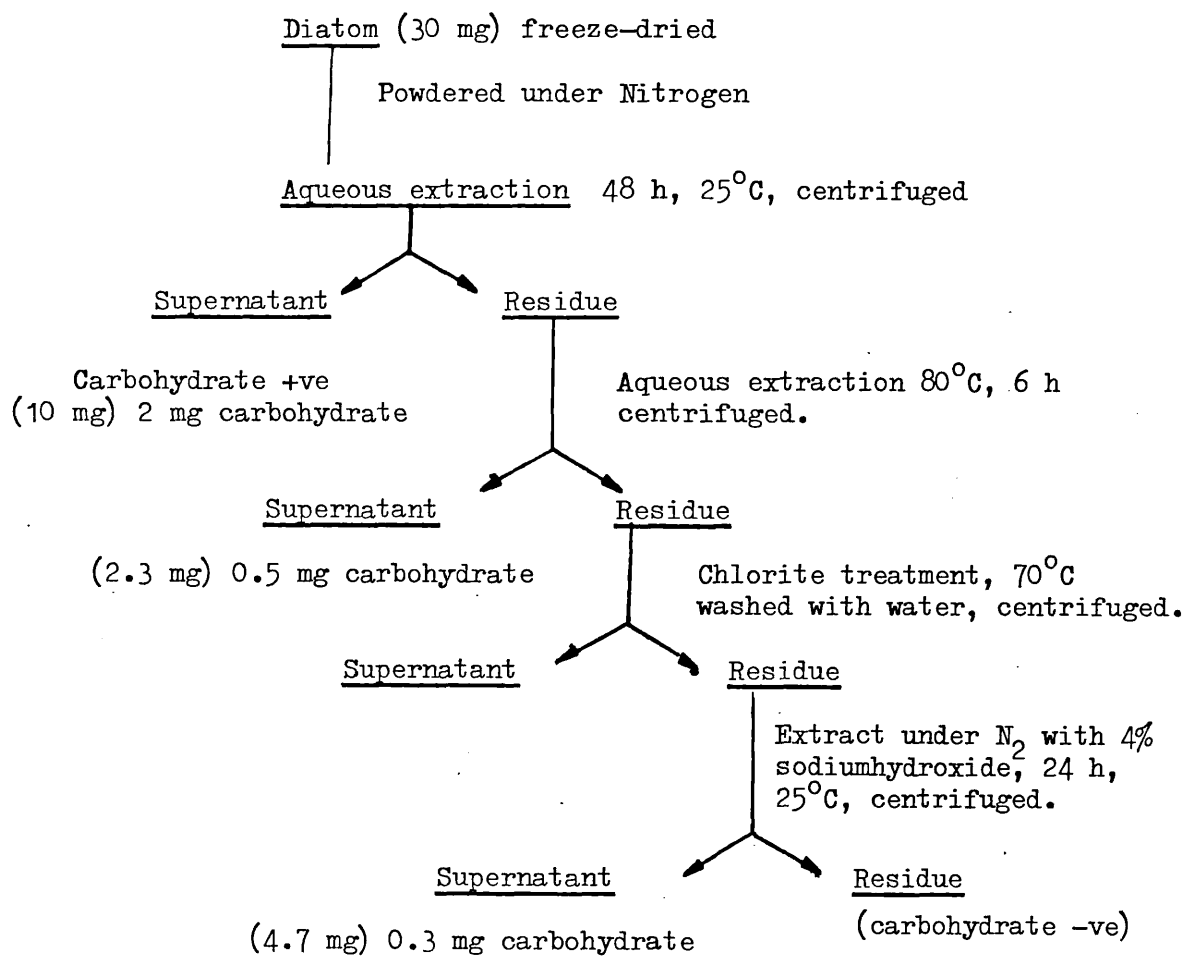 Diatom (30 mg) freeze-dried
Powdered under Nitrogen
Aqueous extraction 48 h, 25°C, centrifuged
Supernatant
Residue
Carbohydrate +ve
(10 mg) 2 mg carbohydrate
Aqueous extraction 80°C, 6 h
centrifuged.
Supernatant
Residue
(2.3 mg) 0.5 mg carbohydrate
Chlorite treatment, 70°C
washed with water, centrifuged.
Supernatant
Residue
Extract under N₂ with 4%
sodiumhydroxide, 24 h,
25°C, centrifuged.
Supernatant
Residue
(4.7 mg) 0.3 mg carbohydrate
(carbohydrate -ve)